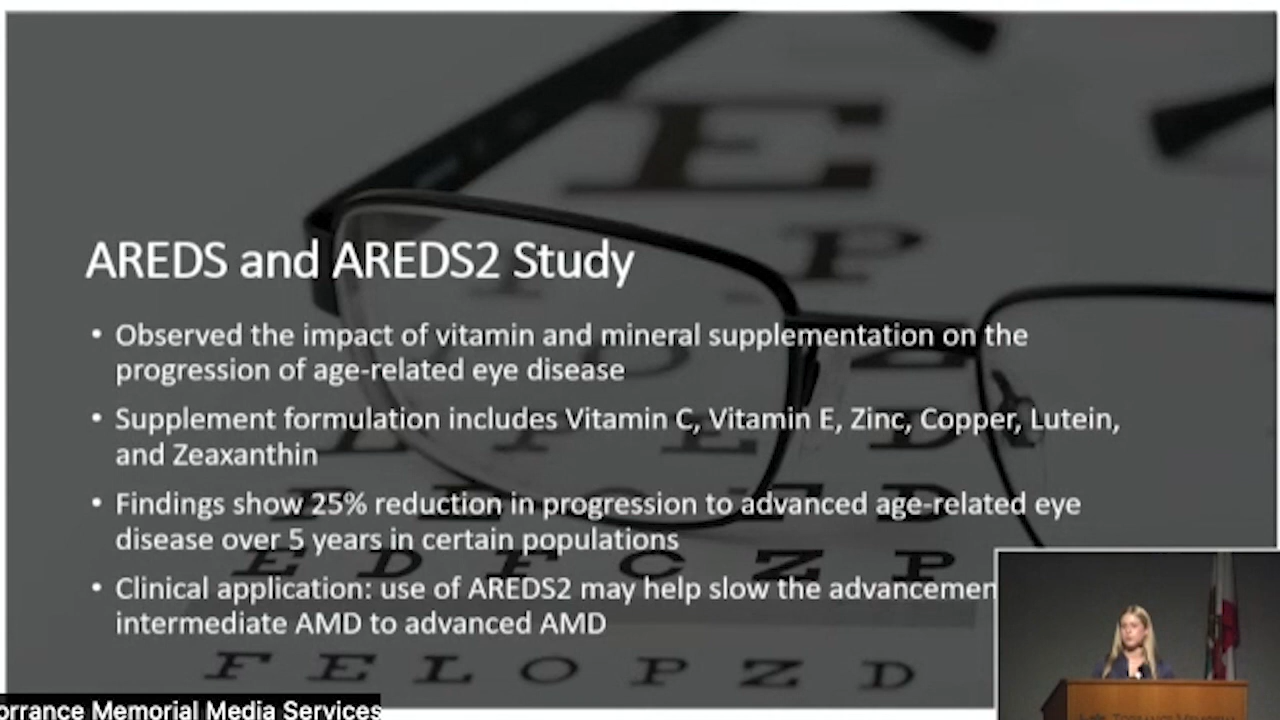 E
P
AREDS and AREDS2 Study
• Observed the impact of vitamin and mineral supplementation on the
progression of age-related eye disease
• Supplement formulation includes Vitamin C, Vitamin E, Zinc, Copper, Lutein,
and Zeaxanthin
• Findings show 25% reduction in progression to advanced age-related eye
disease over 5 years in certain populations
• Clinical application: use of AREDS2 may help slow the advancemen
intermediate AMD to advanced AMD
E D F C Z P
F E L O P Z D
orrance Memorial Media Services